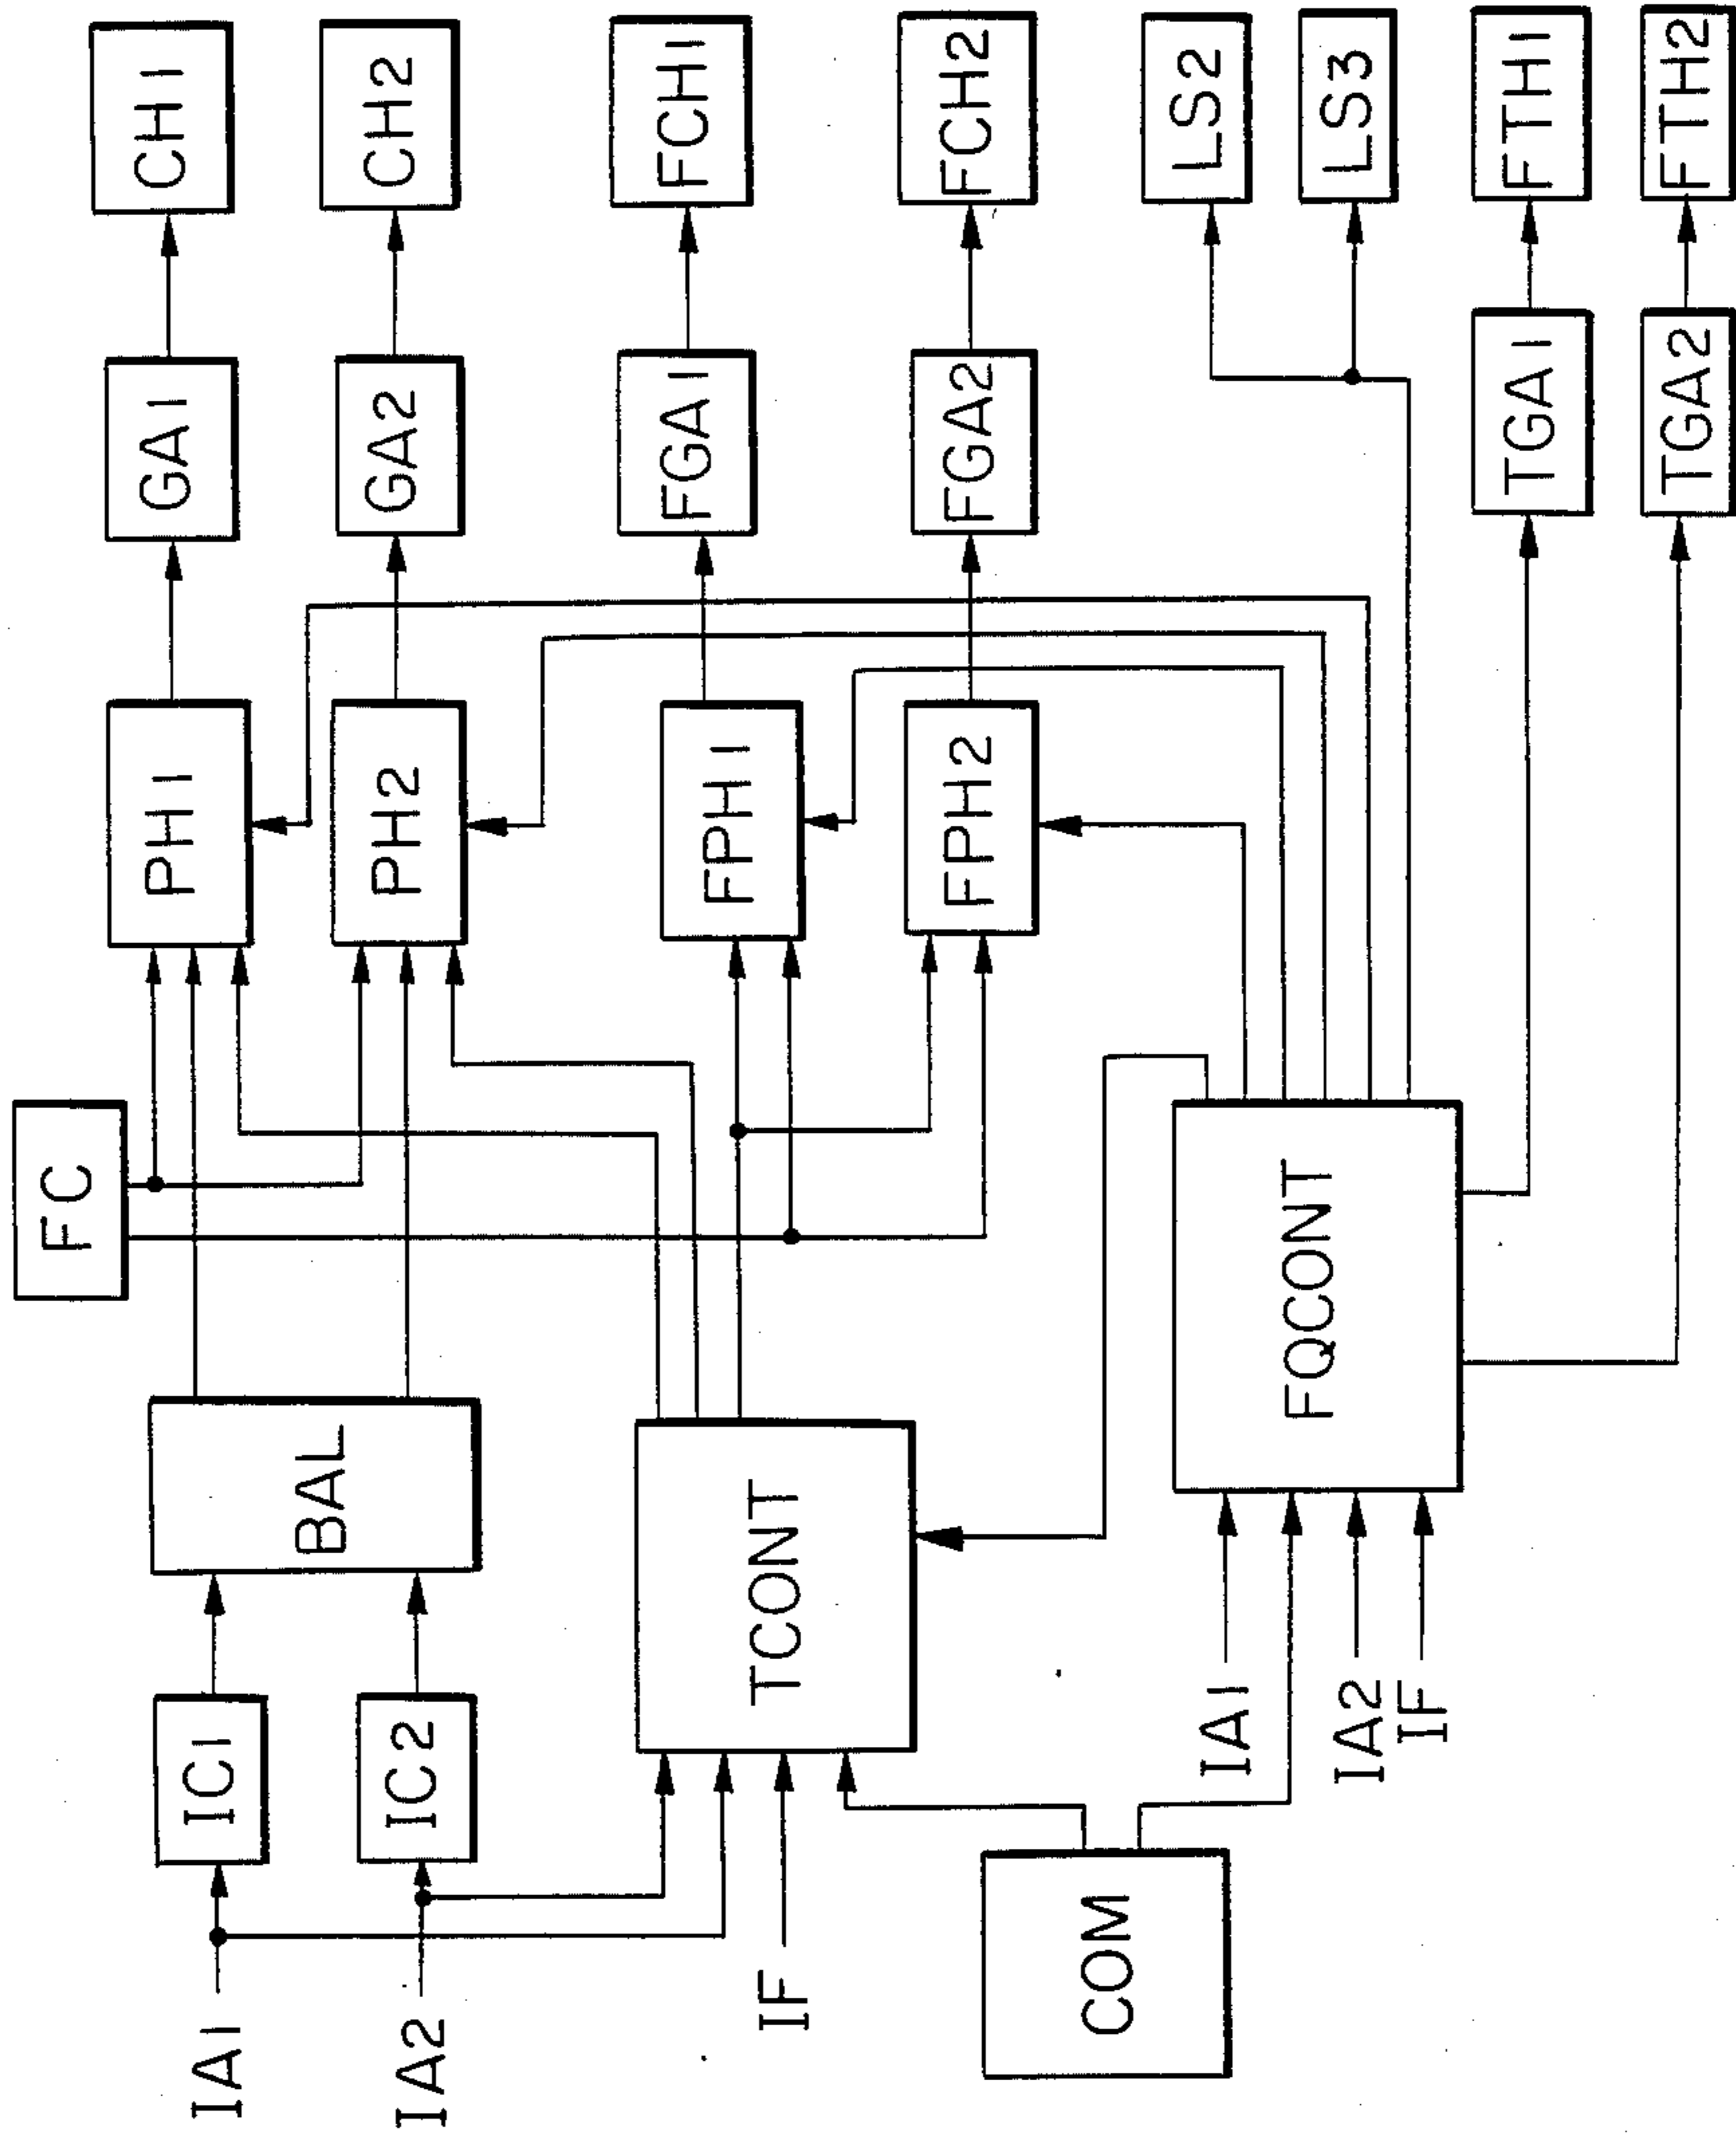 FC
IA1
IC1
BAL
PH1
GA1
CH1
IA2
IC2
PH2
GA2
CH2
IF
TCONT
FPH1
FGA1
FCH1
FPH2
FGA2
FCH2
COM
IA1
IA2
IF
FQCONT
LS2
LS3
TGA1
FTH1
TGA2
FTH2